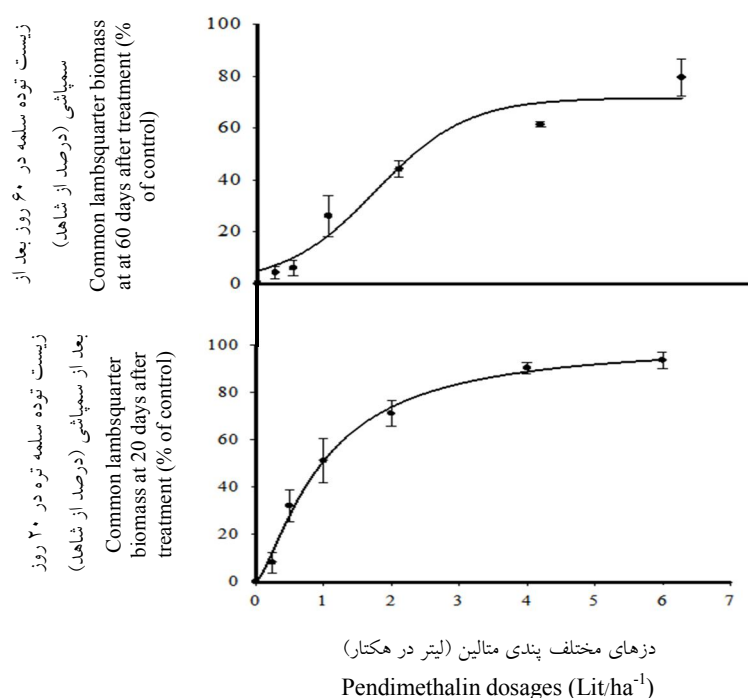 زیست توده سلمه در ۶۰ روز بعد از
سمپاشی (درصد از شاهد)
Common lambsquarter biomass
at at 60 days after treatment (%
of control)
100
80
60
40
20
0
زیست توده سلمه تره در ۲۰ روز
بعد از سمپاشی (درصد از شاهد)
Common lambsquarter
biomass at 20 days after
treatment (% of control)
100
80
60
40
20
0
0 1 2 3 4 5 6 7
دزهای مختلف پندی متالین (لیتر در هکتار)
Pendimethalin dosages (Lit/ha⁻¹)